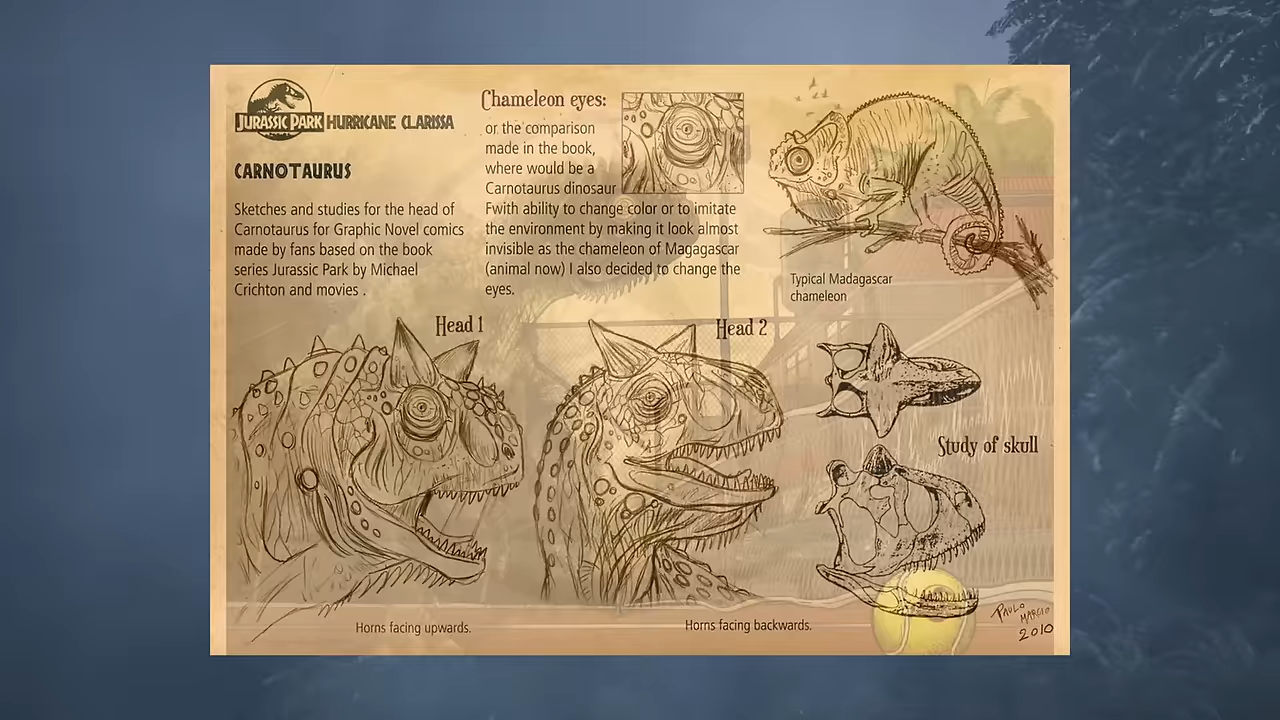 JURASSIC PARK HURRICANE CLARISSA
CARNOTAURUS
Sketches and studies for the head of
Carnotaurus for Graphic Novel comics
made by fans based on the book
series Jurassic Park by Michael
Crichton and movies .
Chameleon eyes:
or the comparison
made in the book,
where would be a
Carnotaurus dinosaur
Fwith ability to change color or to imitate
the environment by making it look almost
invisible as the chameleon of Magagascar
(animal now) I also decided to change the
eyes.
Typical Madagascar
chameleon
Head 1
Head 2
Study of skull
Horns facing upwards.
Horns facing backwards.
PAULO
MARCIO
2010